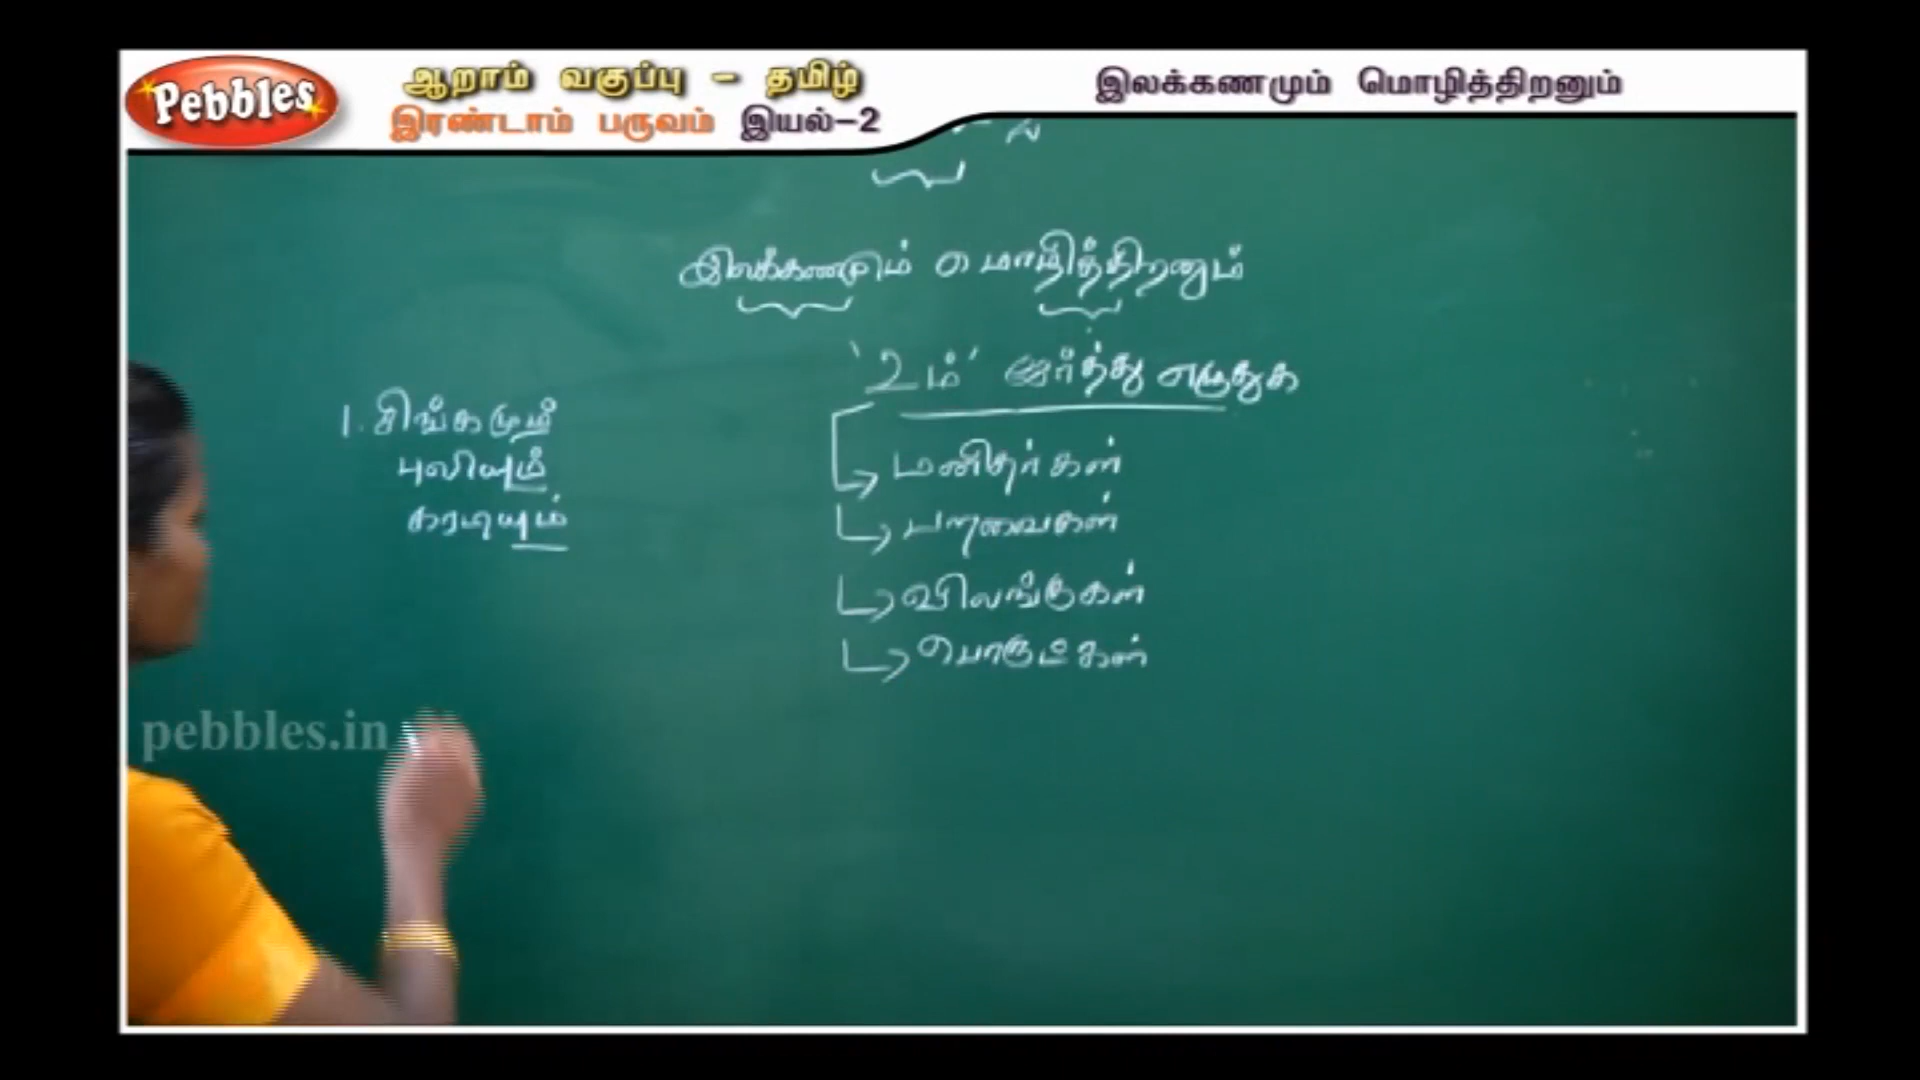 Pebbles
ஆறாம் வகுப்பு - தமிழ்
இரண்டாம் பருவம் இயல்-2
இலக்கணமும் மொழித்திறனும்
இலக்கணமும் மொழித்திறனும்
'உம்' சேர்த்து எழுதுக
1. சிங்கமும்
புலியும்
கரடியும்
மனிதர்கள்
பறவைகள்
விலங்குகள்
பொருட்கள்
pebbles.in